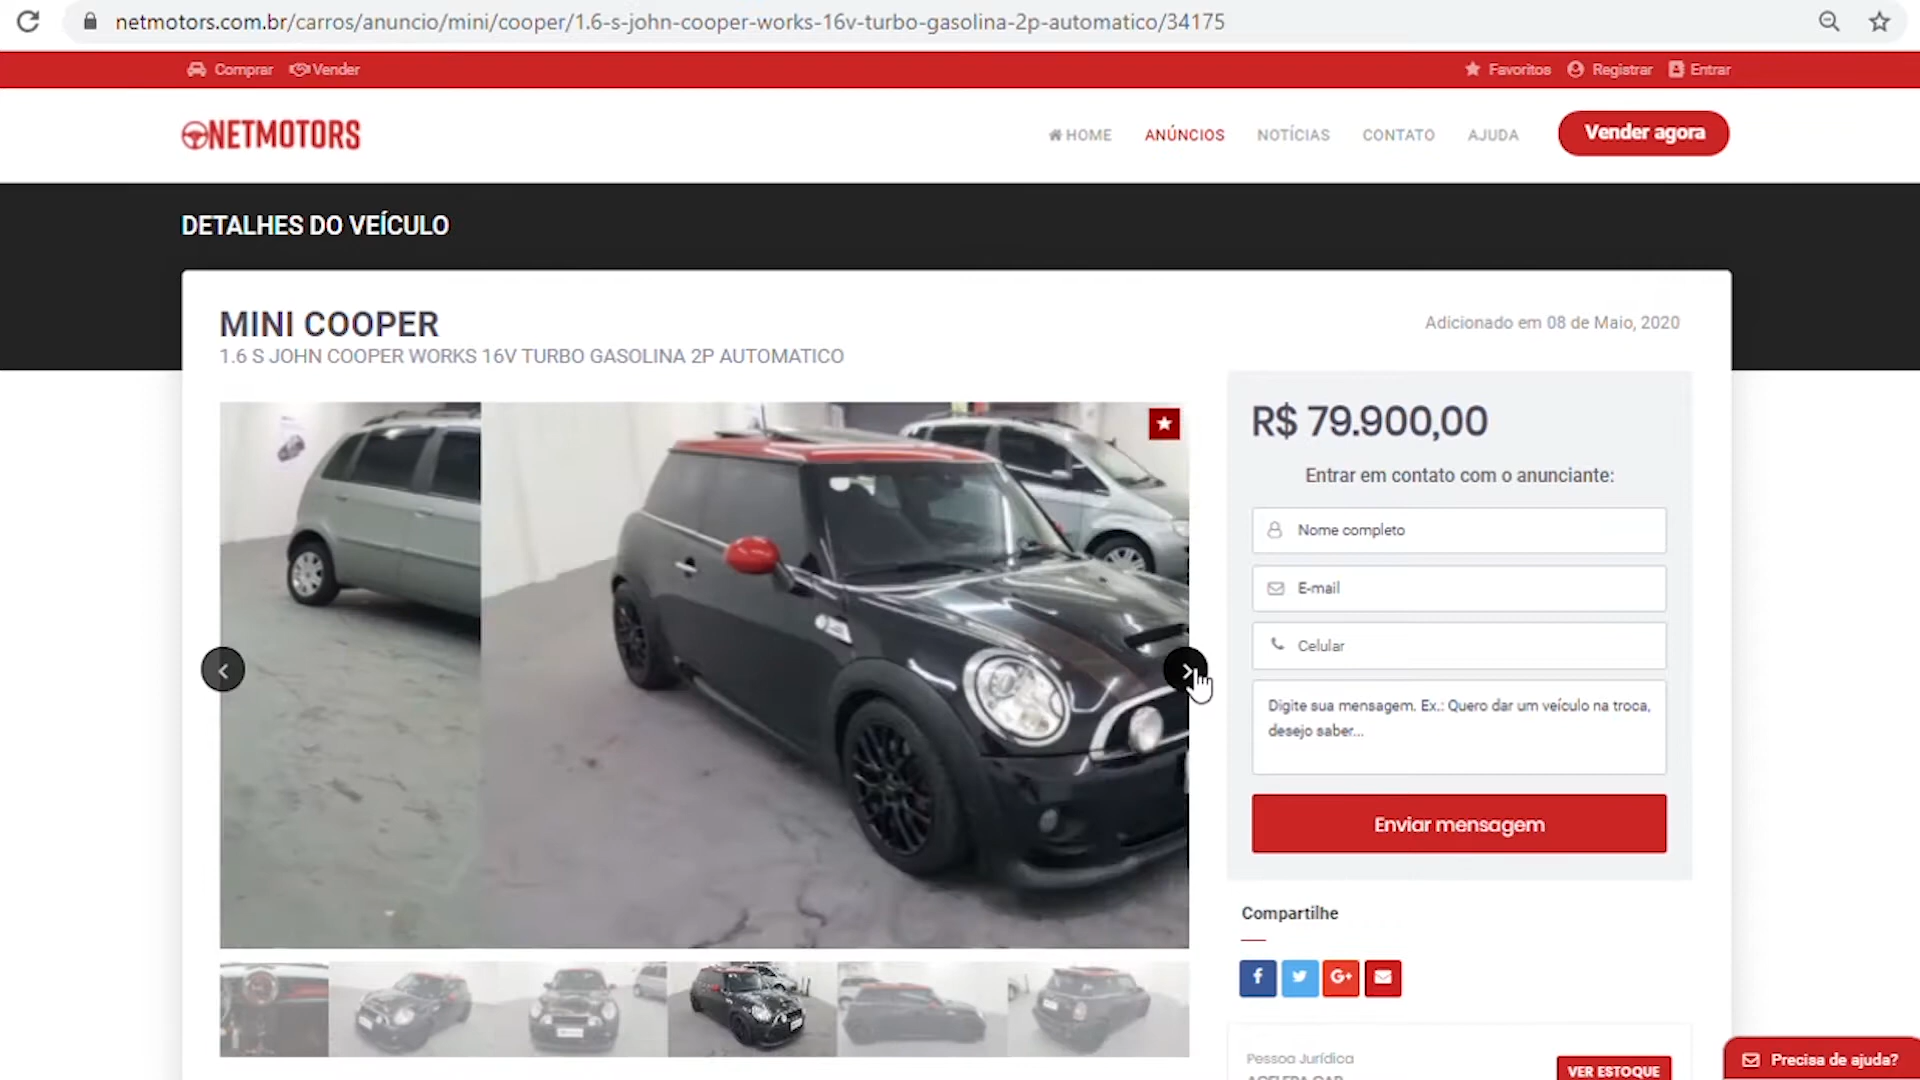 netmotors.com.br/carros/anuncio/mini/cooper/1.6-s-john-cooper-works-16v-turbo-gasolina-2p-automatico/34175
Comprar Vender Favoritos Registrar Entrar
NETMOTORS HOME ANÚNCIOS NOTÍCIAS CONTATO AJUDA Vender agora
DETALHES DO VEÍCULO
MINI COOPER
Adicionado em 08 de Maio, 2020
1.6 S JOHN COOPER WORKS 16V TURBO GASOLINA 2P AUTOMATICO
R$ 79.900,00
Entrar em contato com o anunciante:
Nome completo
E-mail
Celular
Digite sua mensagem. Ex.: Quero dar um veículo na troca,
desejo saber...
Enviar mensagem
Compartilhe
f G+
Pessoa Jurídica
ACELERA CAR
VER ESTOQUE
Precisa de ajuda?